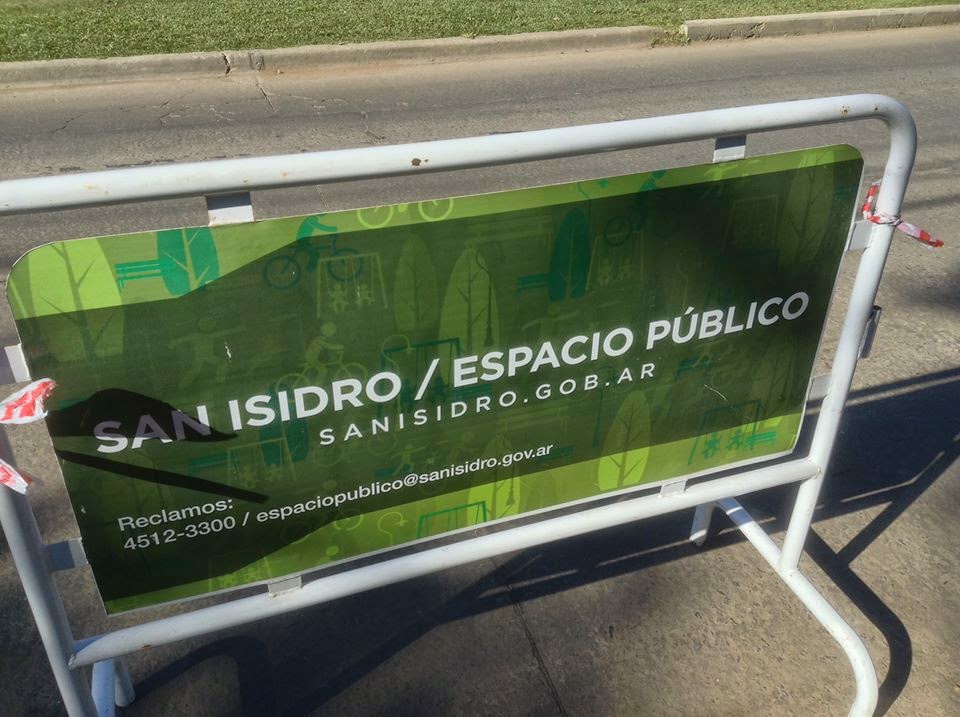 SAN ISIDRO / ESPACIO PÚBLICO
SANISIDRO.GOB.AR
Reclamos:
4512-3300 / espaciopublico@sanisidro.gov.ar